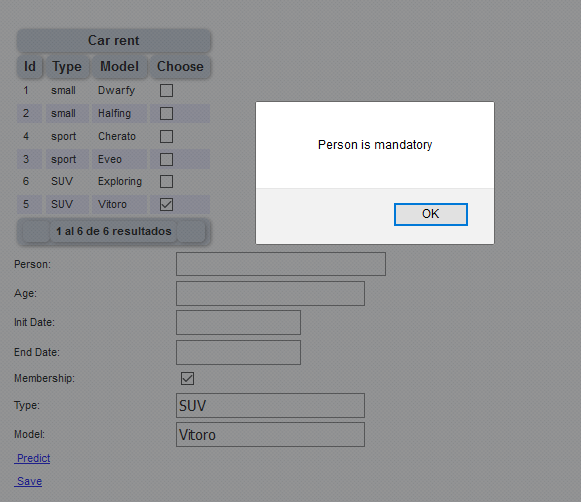 Car rent
Id Type Model Choose
1 small Dwarfy
2 small Halfing
4 sport Cherato
3 sport Eveo
6 SUV Exploring
5 SUV Vitoro
1 al 6 de 6 resultados
Person is mandatory
OK
Person:
Age:
Init Date:
End Date:
Membership:
Type: SUV
Model: Vitoro
Predict
Save